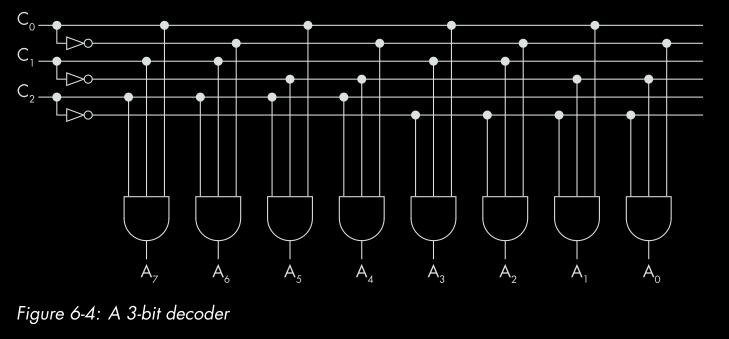 C₀
C₁
C₂
A₇ A₆ A₅ A₄ A₃ A₂ A₁ A₀
Figure 6-4: A 3-bit decoder